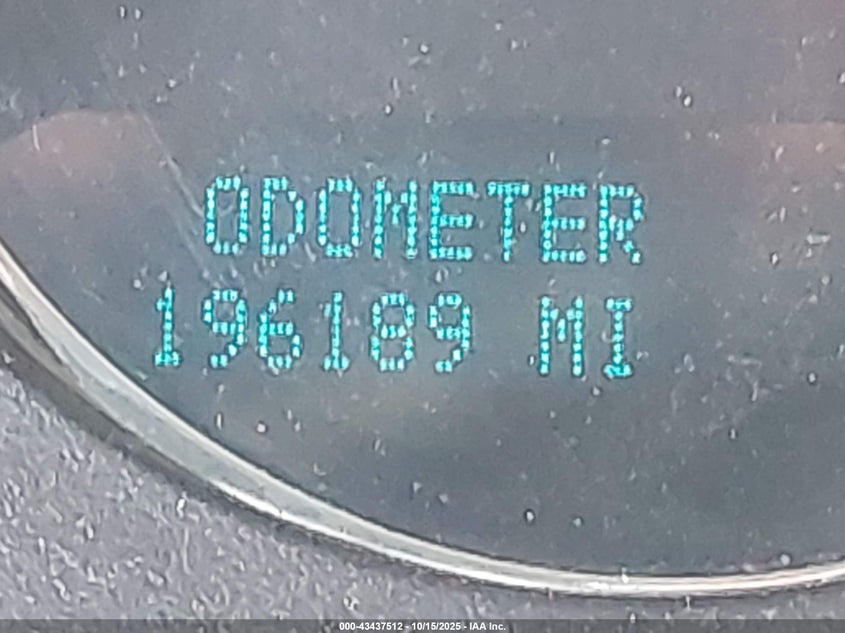 ODOMETER
196189 MI
000-43437512 - 10/15/2025 - IAA Inc.